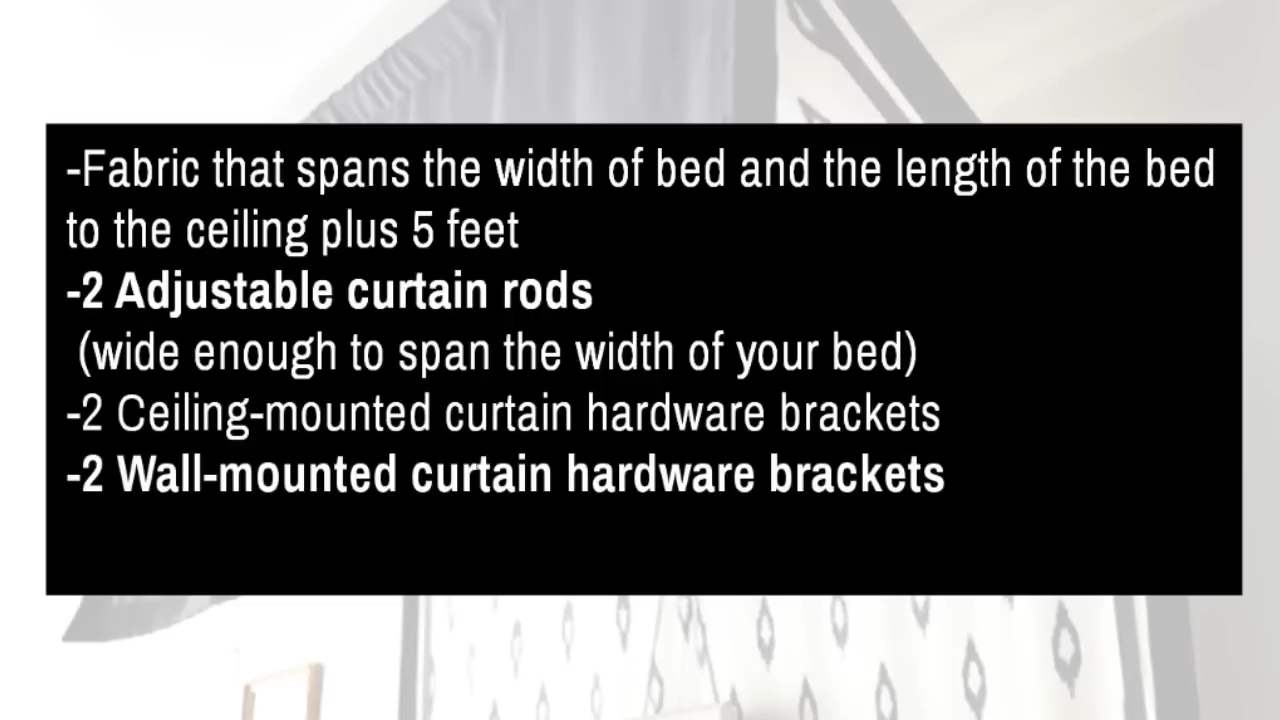 -Fabric that spans the width of bed and the length of the bed
to the ceiling plus 5 feet
-2 Adjustable curtain rods
(wide enough to span the width of your bed)
-2 Ceiling-mounted curtain hardware brackets
-2 Wall-mounted curtain hardware brackets